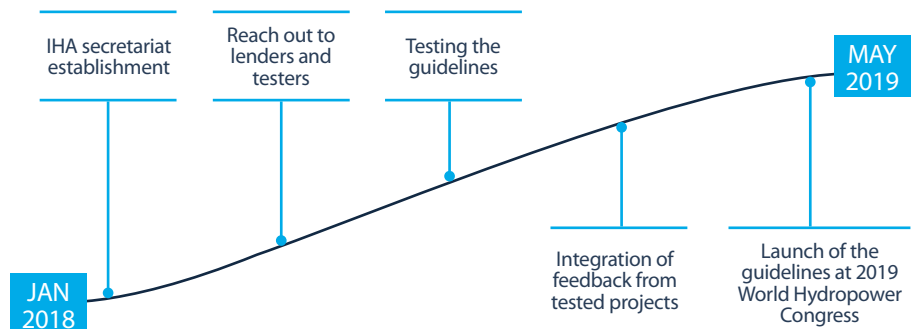 IHA secretariat
establishment
Reach out to
lenders and
testers
Testing the
guidelines
MAY
2019
Integration of
feedback from
tested projects
Launch of the
guidelines at 2019
World Hydropower
Congress
JAN
2018